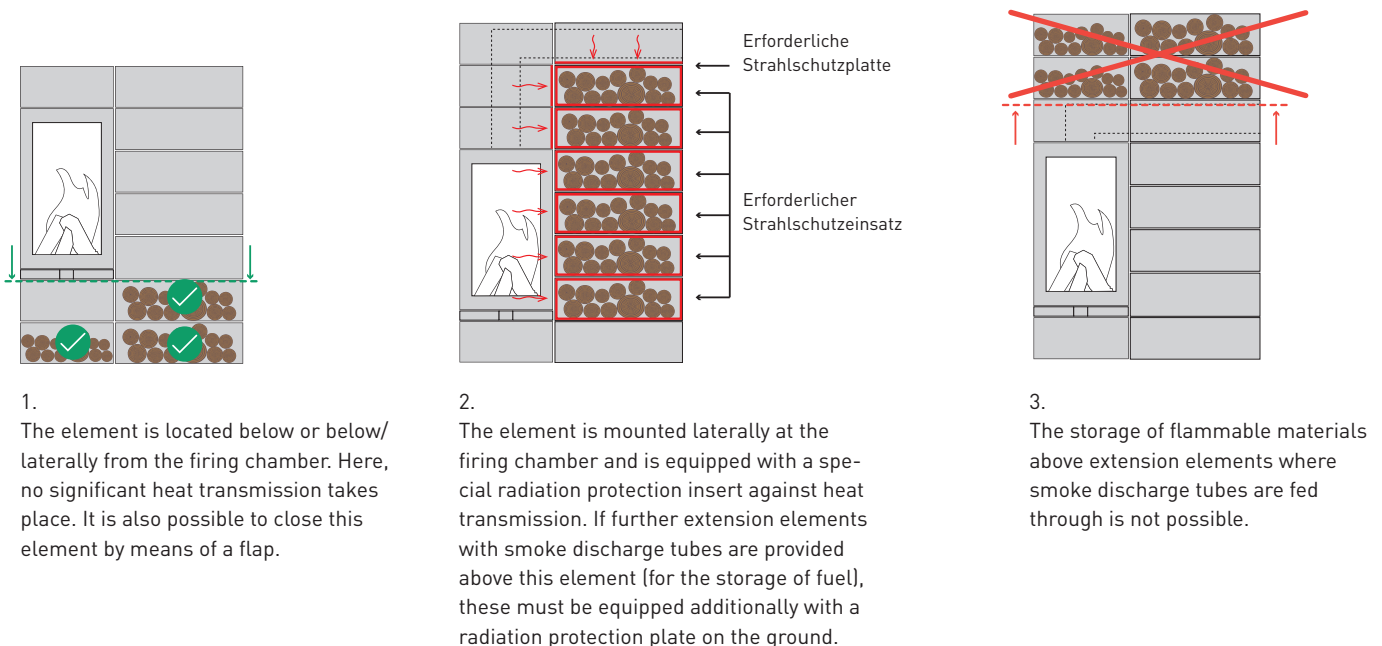 Erforderliche
Strahlschutzplatte
Erforderlicher
Strahlschutzeinsatz
1.
The element is located below or below/
laterally from the firing chamber. Here,
no significant heat transmission takes
place. It is also possible to close this
element by means of a flap.
2.
The element is mounted laterally at the
firing chamber and is equipped with a spe-
cial radiation protection insert against heat
transmission. If further extension elements
with smoke discharge tubes are provided
above this element (for the storage of fuel),
these must be equipped additionally with a
radiation protection plate on the ground.
3.
The storage of flammable materials
above extension elements where
smoke discharge tubes are fed
through is not possible.